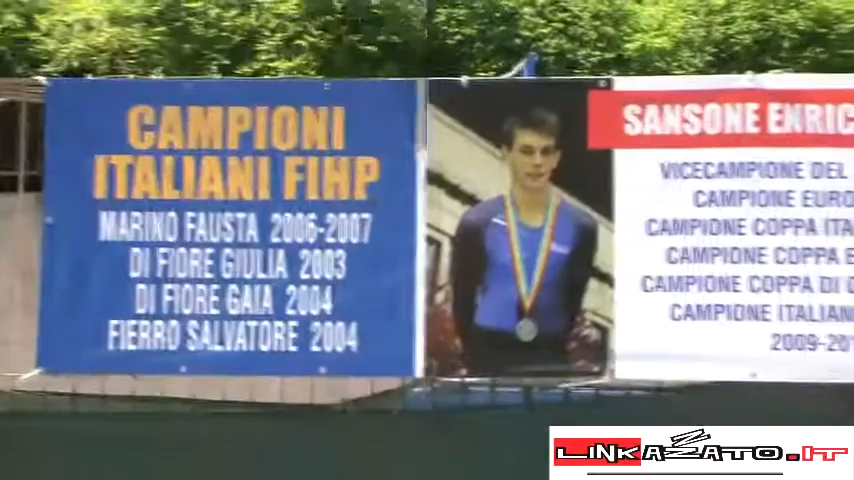 CAMPIONI
ITALIANI FIHP
MARINO FAUSTA 2006-2007
DI FIORE GIULIA 2003
DI FIORE GAIA 2004
FIERRO SALVATORE 2004
SANSONE ENRIC
VICECAMPIONE DEL
CAMPIONE EURO
CAMPIONE COPPA ITA
CAMPIONE COPPA E
CAMPIONE COPPA DI
CAMPIONE ITALIAN
2009-20
LINKAZZATO.IT